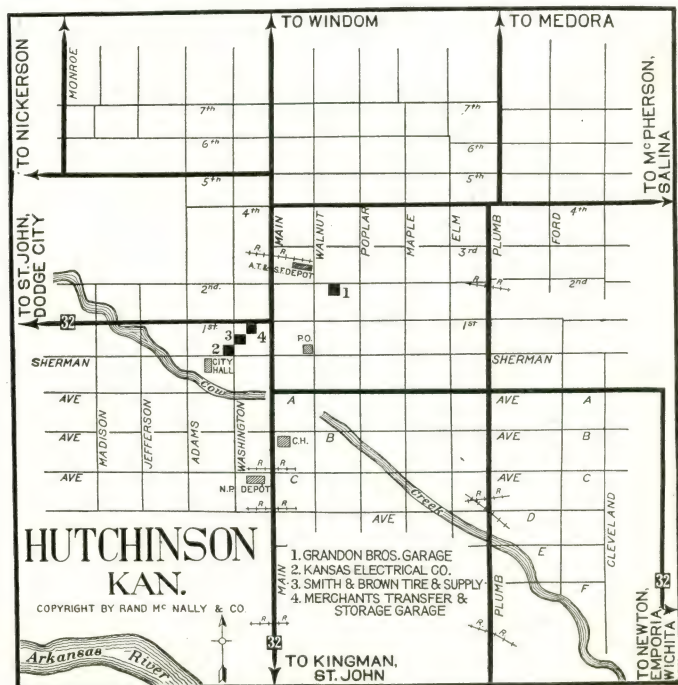 TO WINDOM
TO MEDORA
TO NICKERSON
MONROE
7th
7th
6th
6th
5th
5th
TO McPHERSON,
SALINA
4th
4th
MAIN
WALNUT
POPLAR
MAPLE
ELM
PLUMB
FORD
3rd
R R
A.T.& S.F. DEPOT
R R
TO ST. JOHN,
DODGE CITY
2nd.
1
2nd
32
1st.
4
3
2
1st
P.O.
SHERMAN
CITY
HALL
SHERMAN
Cow
AVE
A
AVE
A
MADISON
JEFFERSON
ADAMS
WASHINGTON
AVE
B
C.H.
AVE
B
AVE
R R
C
AVE
C
N.P. DEPOT
R R
Creek
R R
CLEVELAND
AVE
D
E
F
HUTCHINSON
KAN.
COPYRIGHT BY RAND McNALLY & CO
1. GRANDON BROS. GARAGE
2. KANSAS ELECTRICAL CO.
3. SMITH & BROWN TIRE & SUPPLY
4. MERCHANTS TRANSFER &
STORAGE GARAGE
MAIN
PLUMB
R R
R R
32
32
Arkansas River
TO KINGMAN,
ST. JOHN
TO NEWTON,
EMPORIA,
WICHITA